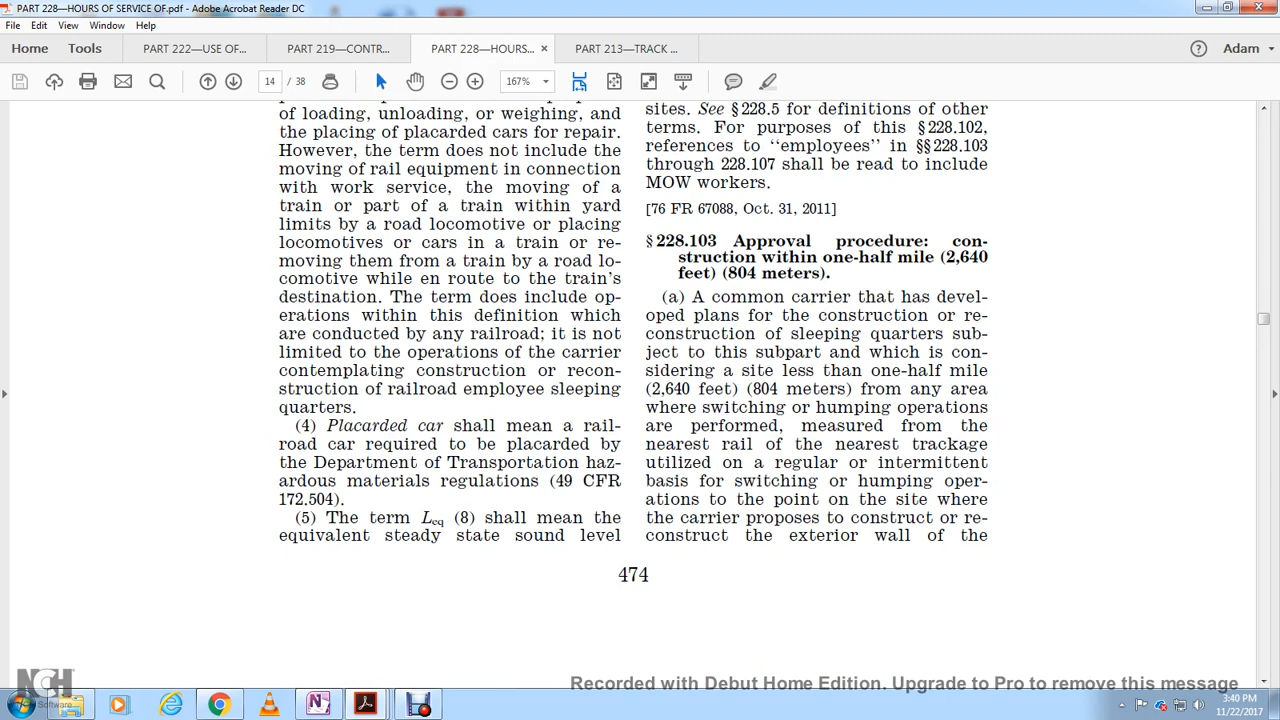 PART 228—HOURS OF SERVICE OF.pdf - Adobe Acrobat Reader DC
File Edit View Window Help
Home Tools PART 222—USE OF... PART 219—CONTR... PART 228—HOURS... × PART 213—TRACK ... Adam
14 / 38 167%
of loading, unloading, or weighing, and
the placing of placarded cars for repair.
However, the term does not include the
moving of rail equipment in connection
with work service, the moving of a
train or part of a train within yard
limits by a road locomotive or placing
locomotives or cars in a train or re-
moving them from a train by a road lo-
comotive while en route to the train's
destination. The term does include op-
erations within this definition which
are conducted by any railroad; it is not
limited to the operations of the carrier
contemplating construction or recon-
struction of railroad employee sleeping
quarters.
(4) Placarded car shall mean a rail-
road car required to be placarded by
the Department of Transportation haz-
ardous materials regulations (49 CFR
172.504).
(5) The term Leq (8) shall mean the
equivalent steady state sound level
sites. See § 228.5 for definitions of other
terms. For purposes of this § 228.102,
references to ‘‘employees’’ in §§ 228.103
through 228.107 shall be read to include
MOW workers.
[76 FR 67088, Oct. 31, 2011]
§ 228.103 Approval procedure: con-
struction within one-half mile (2,640
feet) (804 meters).
(a) A common carrier that has devel-
oped plans for the construction or re-
construction of sleeping quarters sub-
ject to this subpart and which is con-
sidering a site less than one-half mile
(2,640 feet) (804 meters) from any area
where switching or humping operations
are performed, measured from the
nearest rail of the nearest trackage
utilized on a regular or intermittent
basis for switching or humping oper-
ations to the point on the site where
the carrier proposes to construct or re-
construct the exterior wall of the
474
NCH Software
Recorded with Debut Home Edition. Upgrade to Pro to remove this message
3:40 PM
11/22/2017